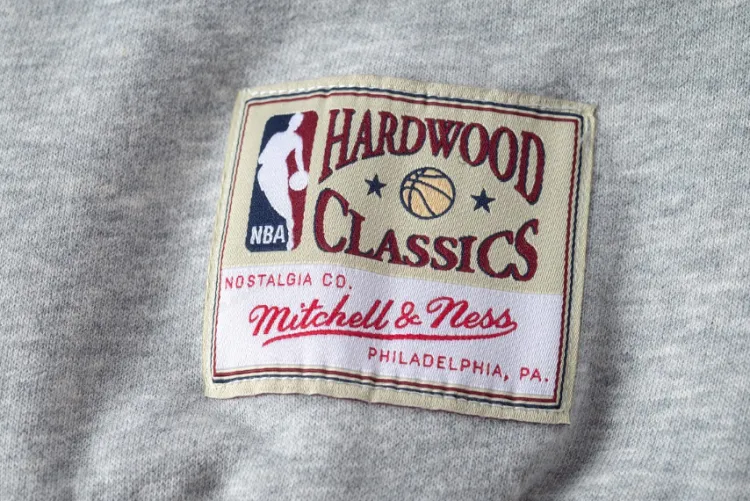 HARDWOOD
CLASSICS
NBA
NOSTALGIA CO.
Mitchell & Ness
PHILADELPHIA, PA.